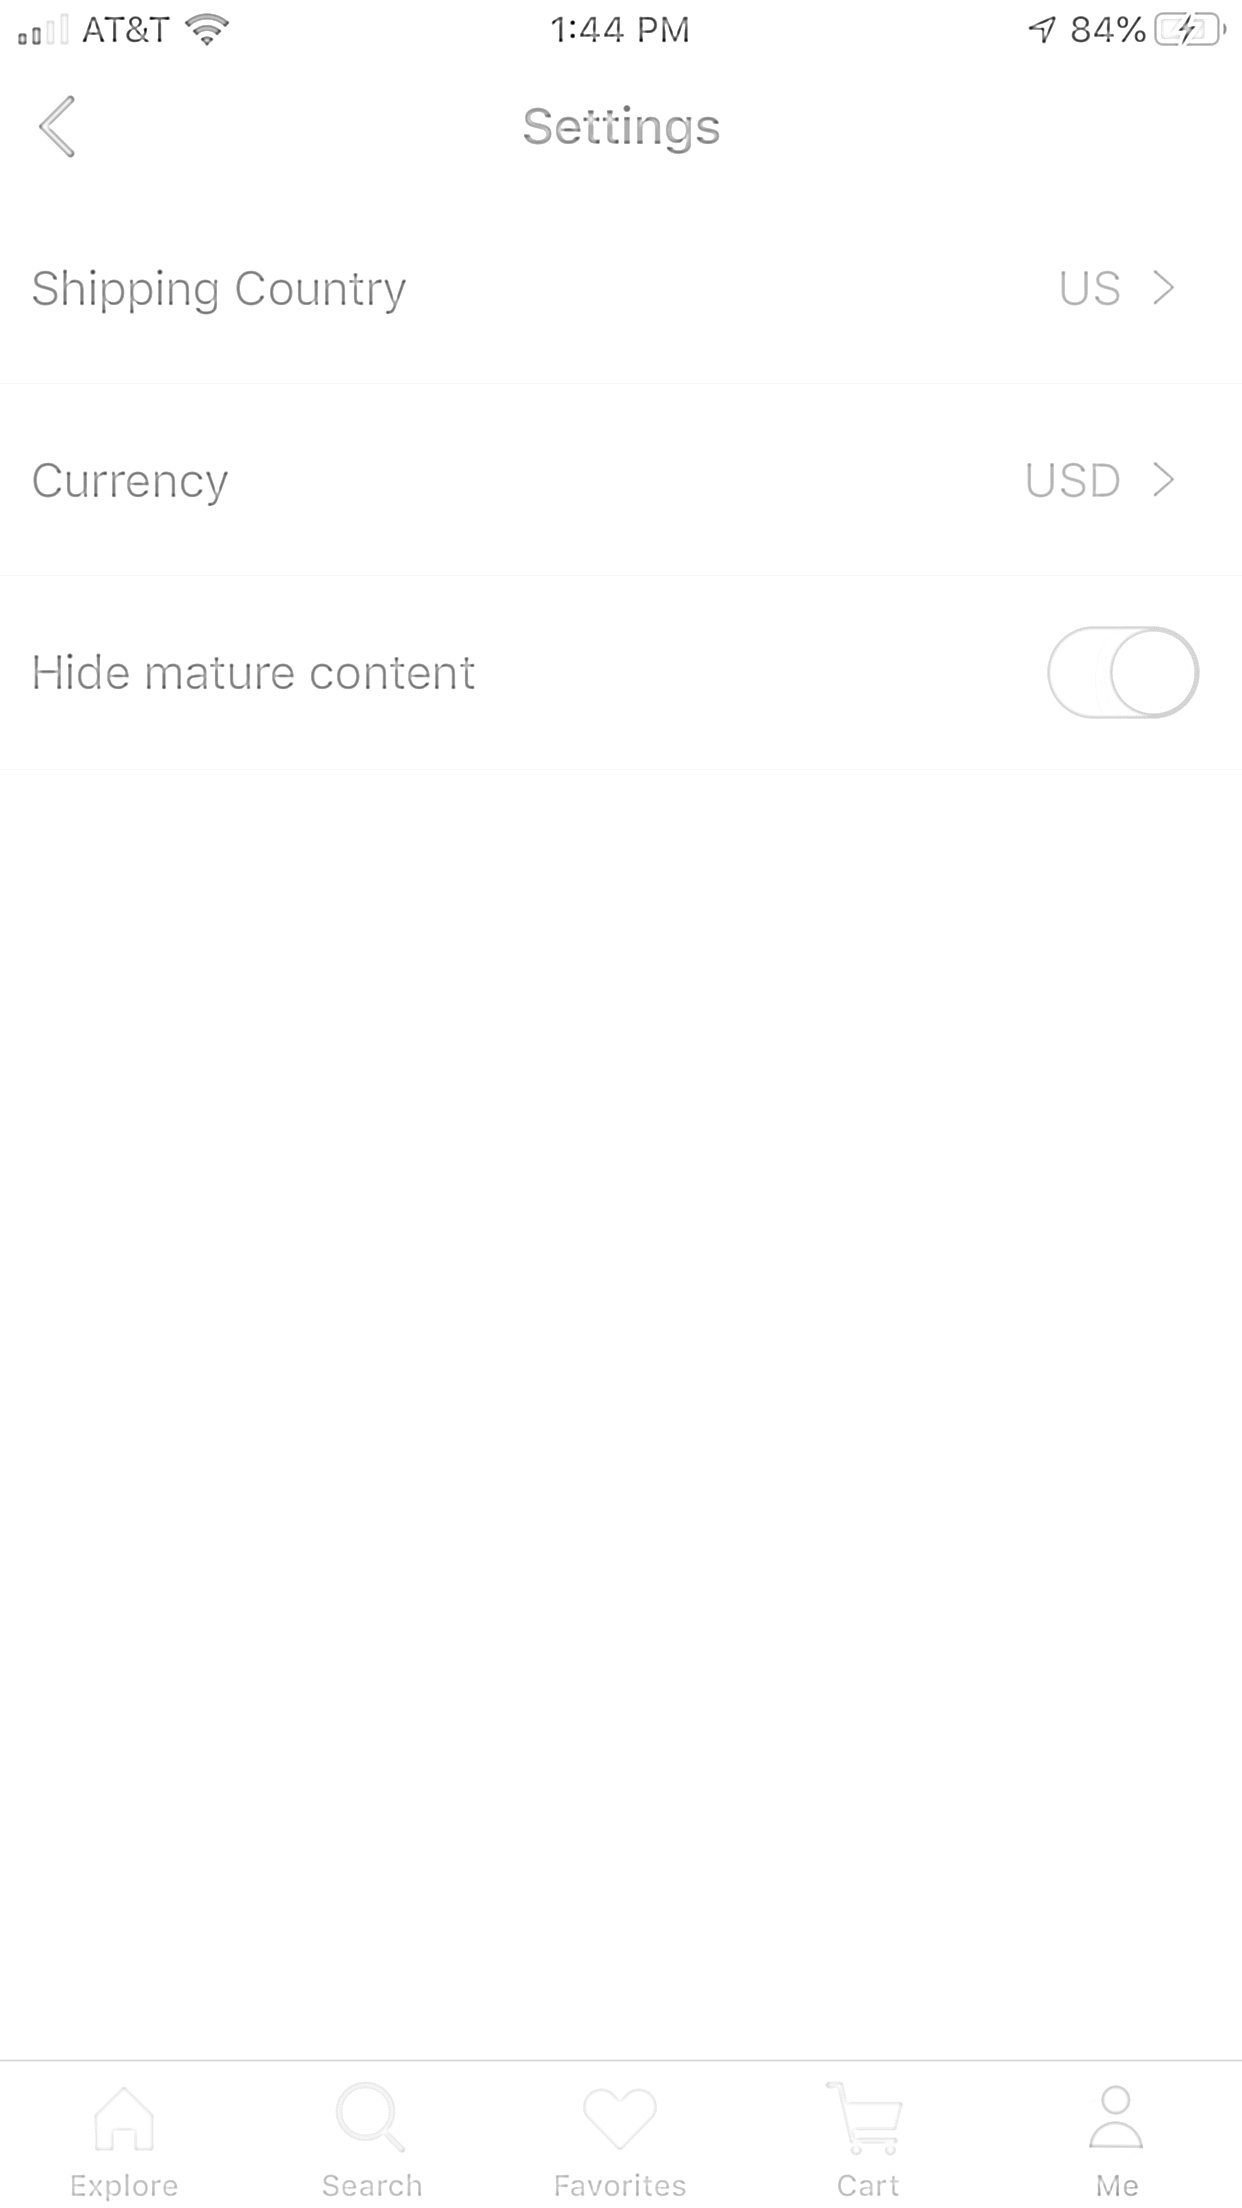 AT&T 1:44 PM 84%
Settings
Shipping Country US
Currency USD
Hide mature content
Explore Search Favorites Cart Me